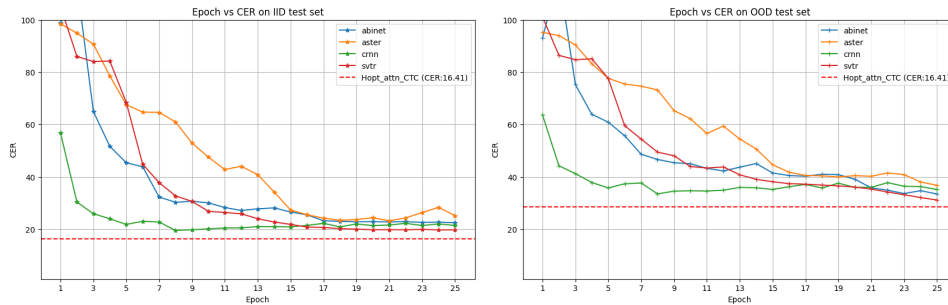 Epoch vs CER on IID test set
100
80
60
40
20
CER
1 3 5 7 9 11 13 15 17 19 21 23 25
Epoch
abinet
aster
crnn
svtr
Hopt_attn_CTC (CER:16.41)
Epoch vs CER on OOD test set
100
80
60
40
20
CER
1 3 5 7 9 11 13 15 17 19 21 23 25
Epoch
abinet
aster
crnn
svtr
Hopt_attn_CTC (CER:16.41)